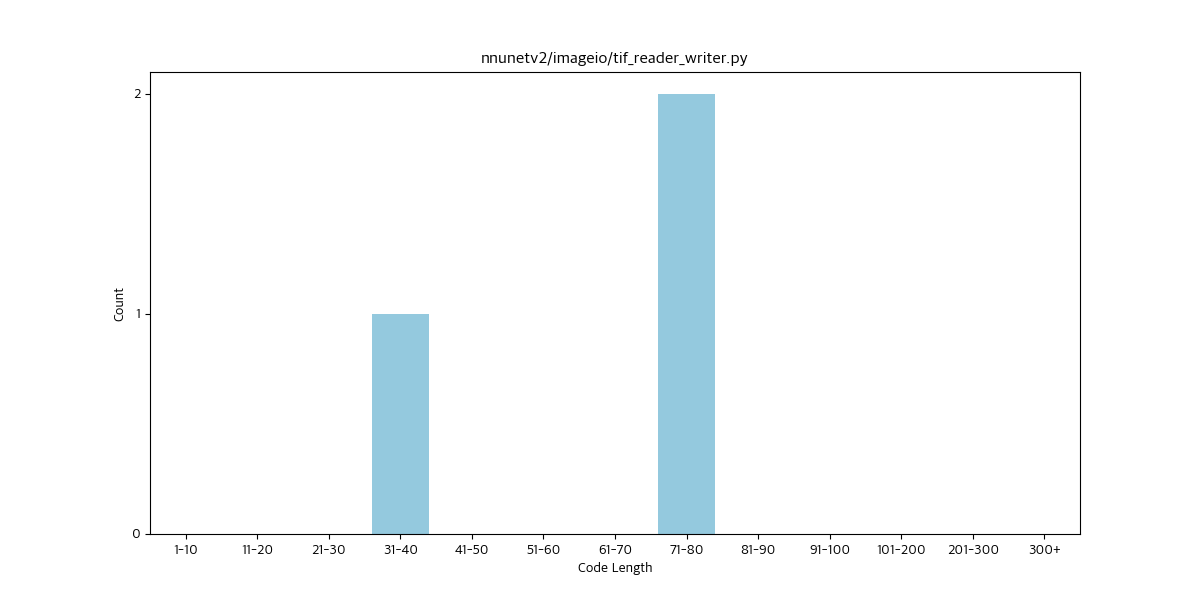 nnunetv2/imageio/tif_reader_writer.py
2
1
0
Count
1-10 11-20 21-30 31-40 41-50 51-60 61-70 71-80 81-90 91-100 101-200 201-300 300+
Code Length